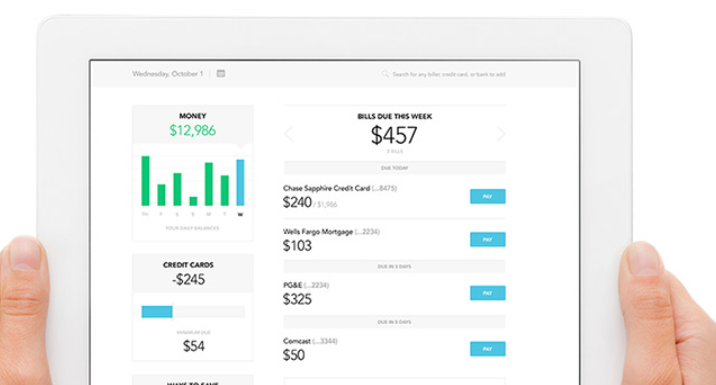 Wednesday, October 1
Search for any biller, credit card, or bank to add
MONEY
$12,986
TH F S S M T W
YOUR DAILY BALANCES
CREDIT CARDS
-$245
MINIMUM DUE
$54
WAYS TO SAVE
BILLS DUE THIS WEEK
$457
BILLS
DUE TODAY
Chase Sapphire Credit Card (...8475)
$240 / $1,986
PAY
Wells Fargo Mortgage (...2234)
$103
PAY
DUE IN 3 DAYS
PG&E (...2234)
$325
PAY
DUE IN 5 DAYS
Comcast (...3344)
$50
PAY